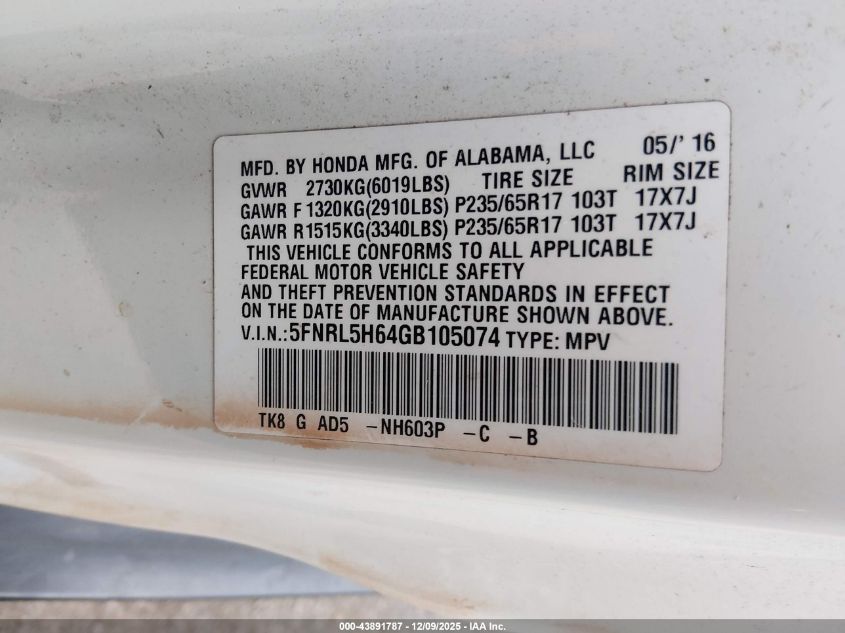 MFD. BY HONDA MFG. OF ALABAMA, LLC 05/' 16
GVWR 2730KG(6019LBS) TIRE SIZE RIM SIZE
GAWR F 1320KG(2910LBS) P235/65R17 103T 17X7J
GAWR R1515KG(3340LBS) P235/65R17 103T 17X7J
THIS VEHICLE CONFORMS TO ALL APPLICABLE
FEDERAL MOTOR VEHICLE SAFETY
AND THEFT PREVENTION STANDARDS IN EFFECT
ON THE DATE OF MANUFACTURE SHOWN ABOVE.
V.I.N.:5FNRL5H64GB105074 TYPE: MPV
TK8 G AD5 -NH603P -C -B
000-43891787 - 12/09/2025 - IAA Inc.